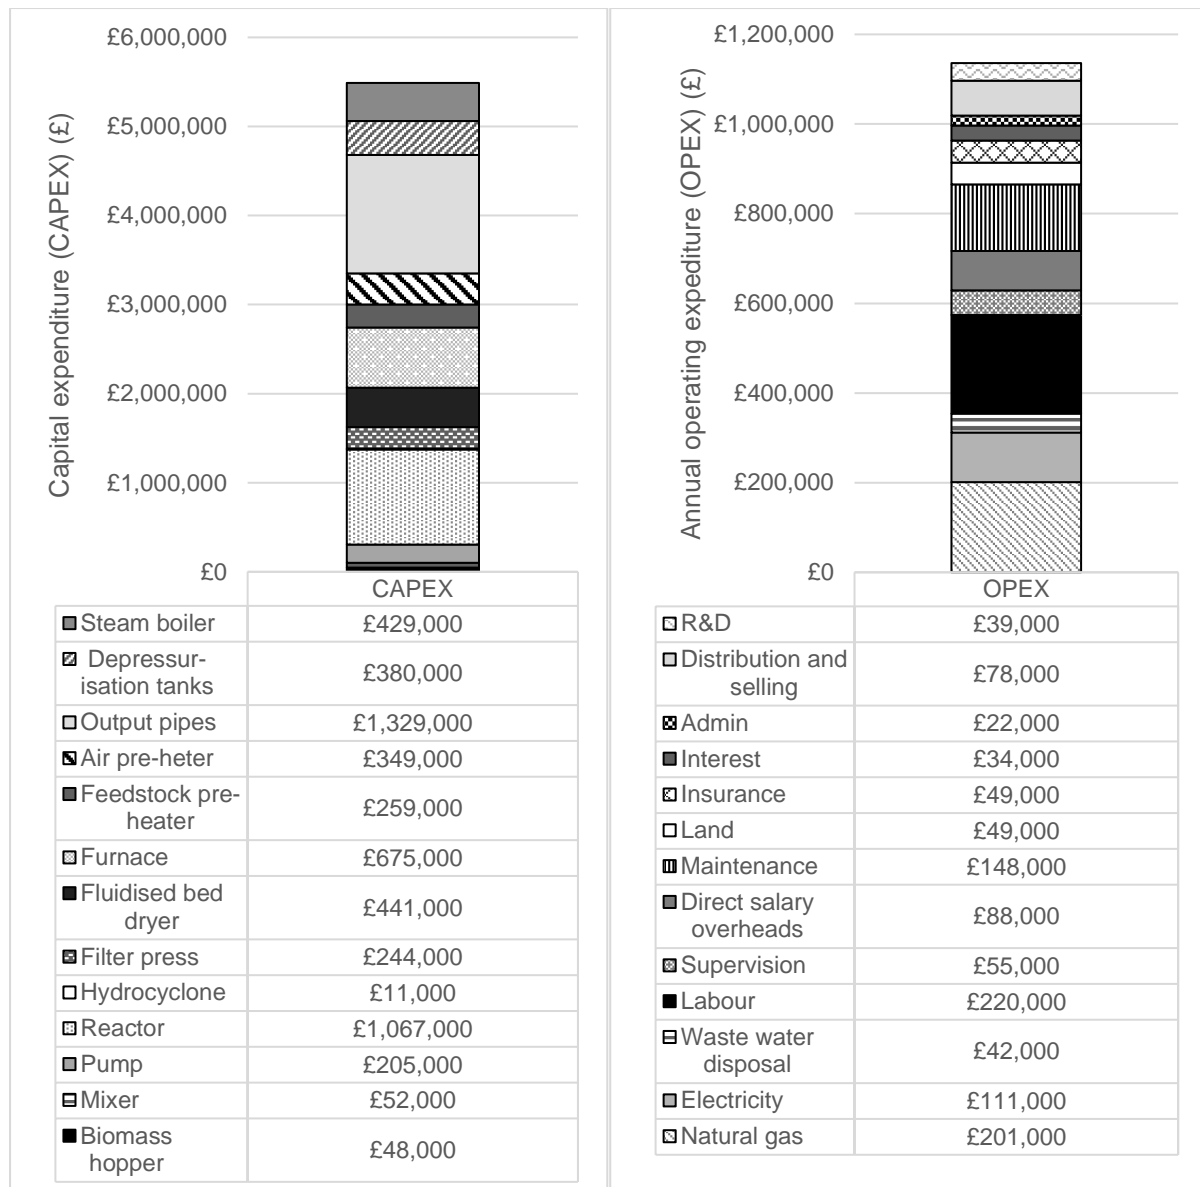 Capital expenditure (CAPEX) (£)
£6,000,000
£5,000,000
£4,000,000
£3,000,000
£2,000,000
£1,000,000
£0
CAPEX
Steam boiler £429,000
Depressur-
isation tanks £380,000
Output pipes £1,329,000
Air pre-heter £349,000
Feedstock pre-
heater £259,000
Furnace £675,000
Fluidised bed
dryer £441,000
Filter press £244,000
Hydrocyclone £11,000
Reactor £1,067,000
Pump £205,000
Mixer £52,000
Biomass
hopper £48,000
Annual operating expediture (OPEX) (£)
£1,200,000
£1,000,000
£800,000
£600,000
£400,000
£200,000
£0
OPEX
R&D £39,000
Distribution and
selling £78,000
Admin £22,000
Interest £34,000
Insurance £49,000
Land £49,000
Maintenance £148,000
Direct salary
overheads £88,000
Supervision £55,000
Labour £220,000
Waste water
disposal £42,000
Electricity £111,000
Natural gas £201,000